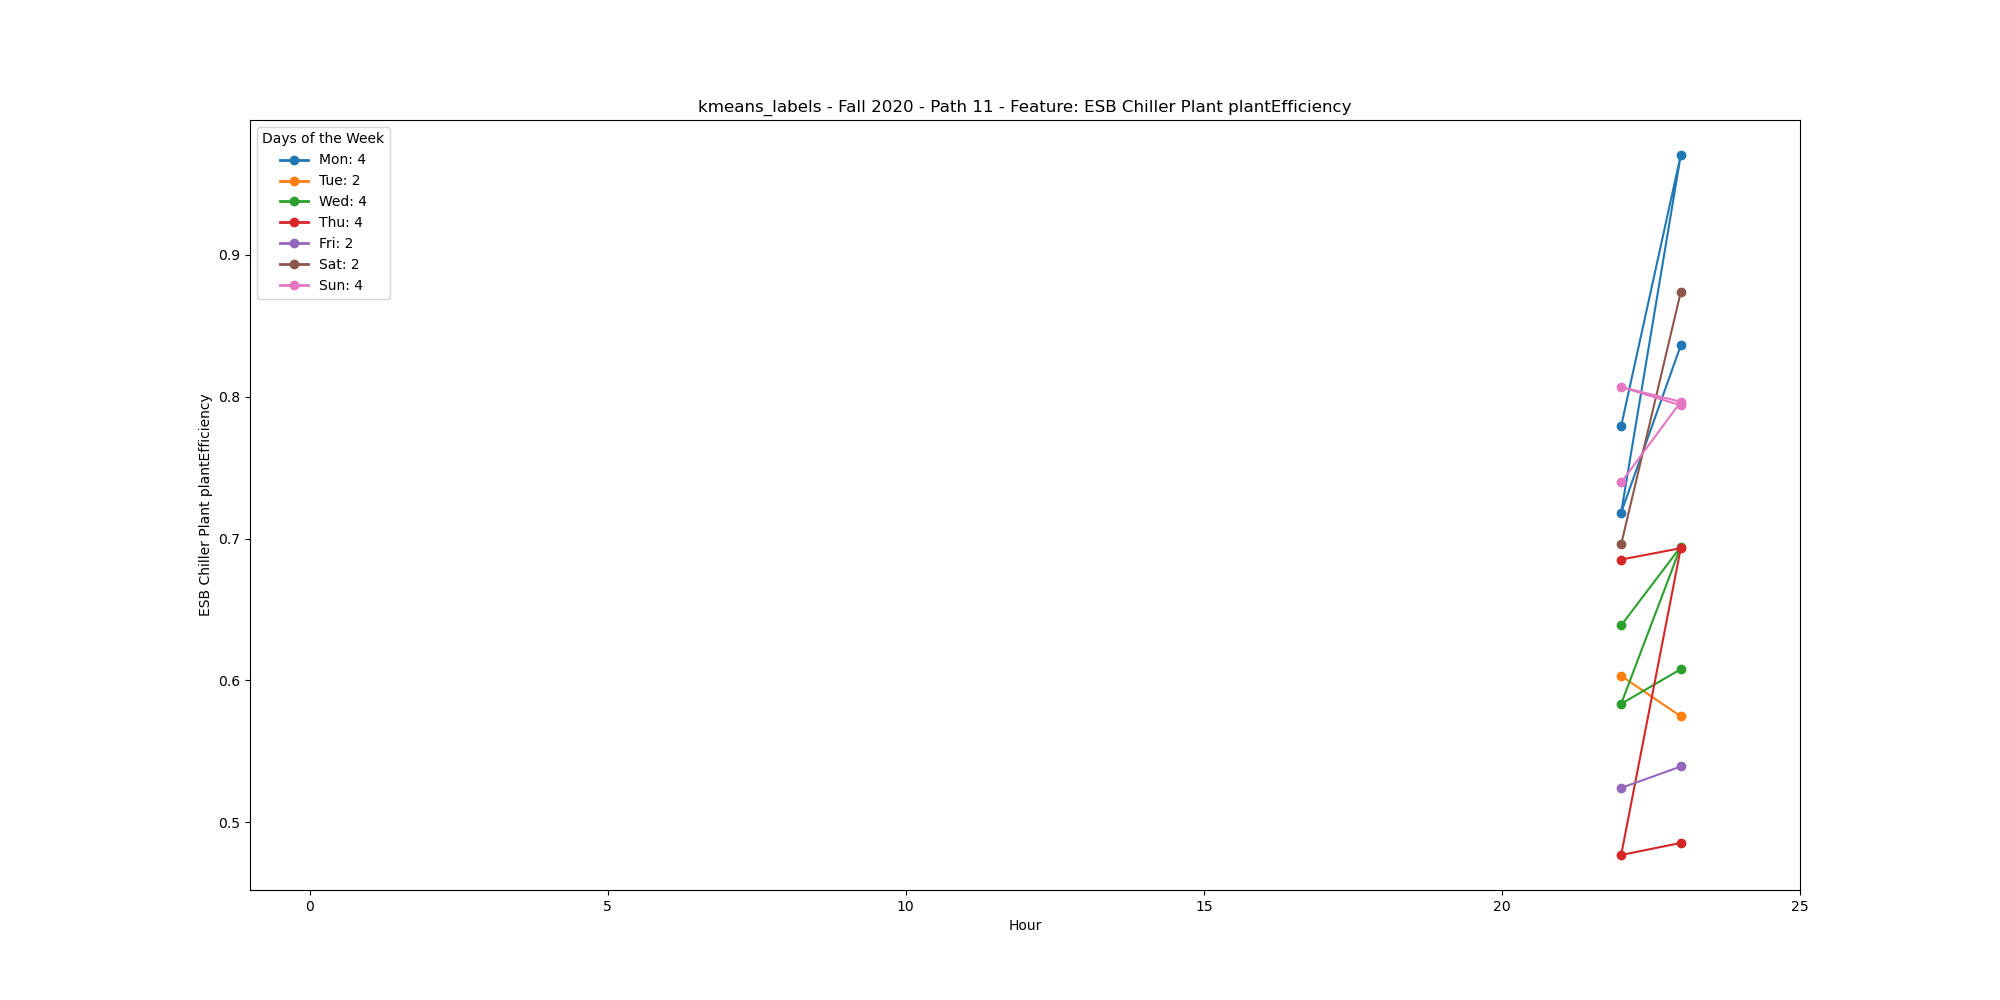 kmeans_labels - Fall 2020 - Path 11 - Feature: ESB Chiller Plant plantEfficiency
Days of the Week
Mon: 4
Tue: 2
Wed: 4
Thu: 4
Fri: 2
Sat: 2
Sun: 4
ESB Chiller Plant plantEfficiency
0.9
0.8
0.7
0.6
0.5
0 5 10 15 20 25
Hour